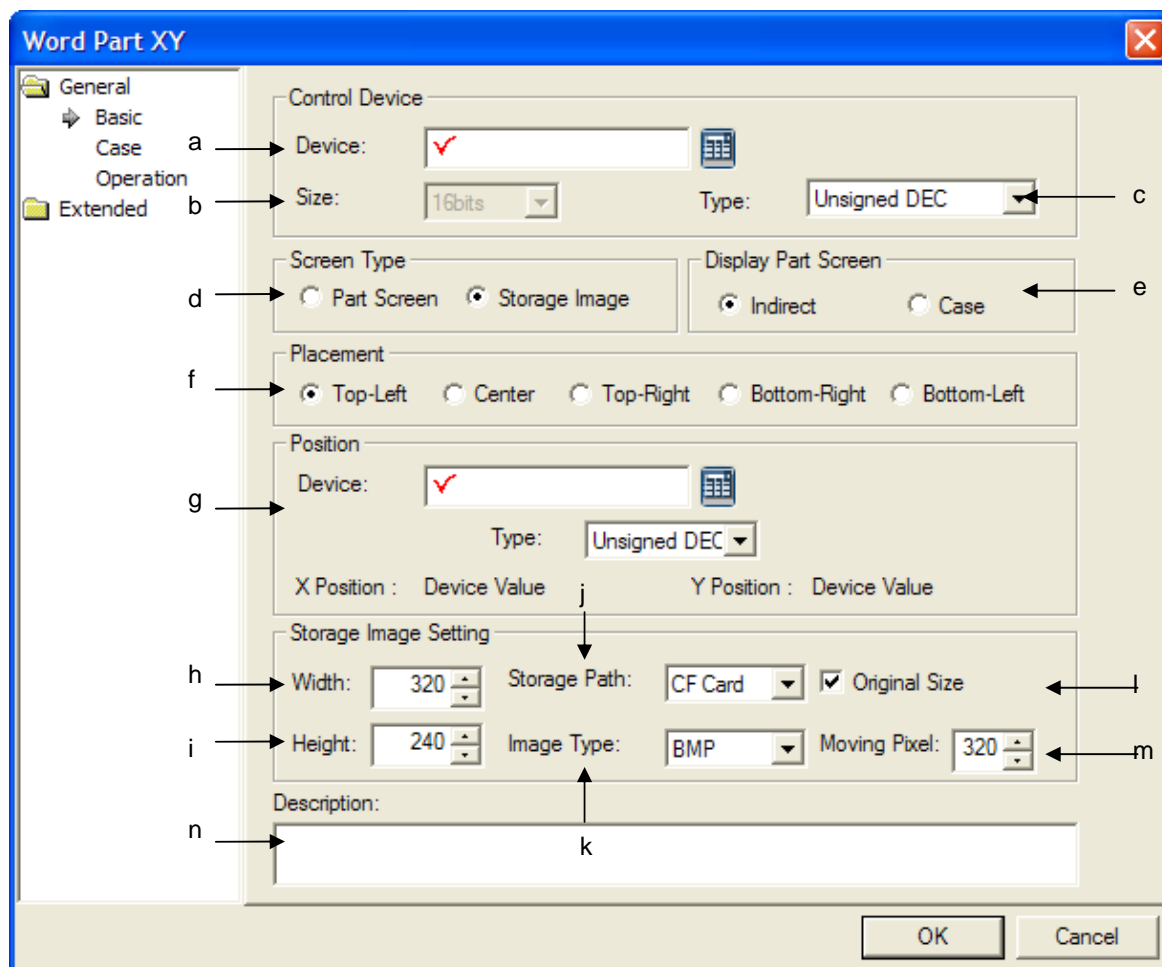 Word Part XY
General
Basic
Case
Operation
Extended
Control Device
a Device:
b Size: 16bits Type: Unsigned DEC c
Screen Type Display Part Screen
d Part Screen Storage Image Indirect Case e
Placement
f Top-Left Center Top-Right Bottom-Right Bottom-Left
Position
g Device:
Type: Unsigned DEC
X Position : Device Value Y Position : Device Value
j
Storage Image Setting
h Width: 320 Storage Path: CF Card Original Size l
i Height: 240 Image Type: BMP Moving Pixel: 320 m
k
Description:
n
OK Cancel